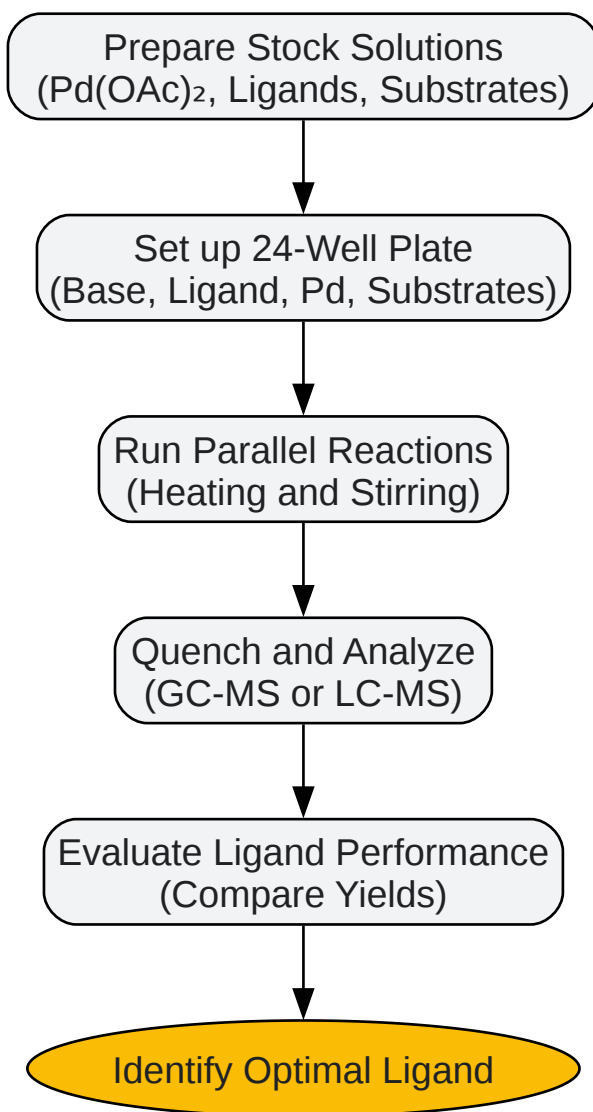 Prepare Stock Solutions
(Pd(OAc)₂, Ligands, Substrates)
Set up 24-Well Plate
(Base, Ligand, Pd, Substrates)
Run Parallel Reactions
(Heating and Stirring)
Quench and Analyze
(GC-MS or LC-MS)
Evaluate Ligand Performance
(Compare Yields)
Identify Optimal Ligand